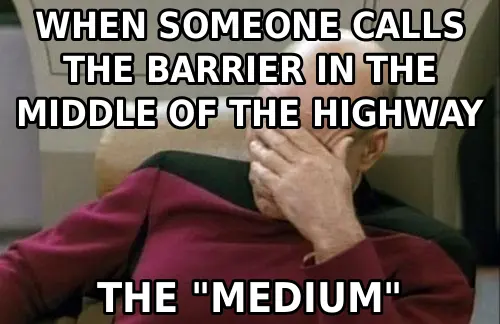 WHEN SOMEONE CALLS
THE BARRIER IN THE
MIDDLE OF THE HIGHWAY
THE "MEDIUM"